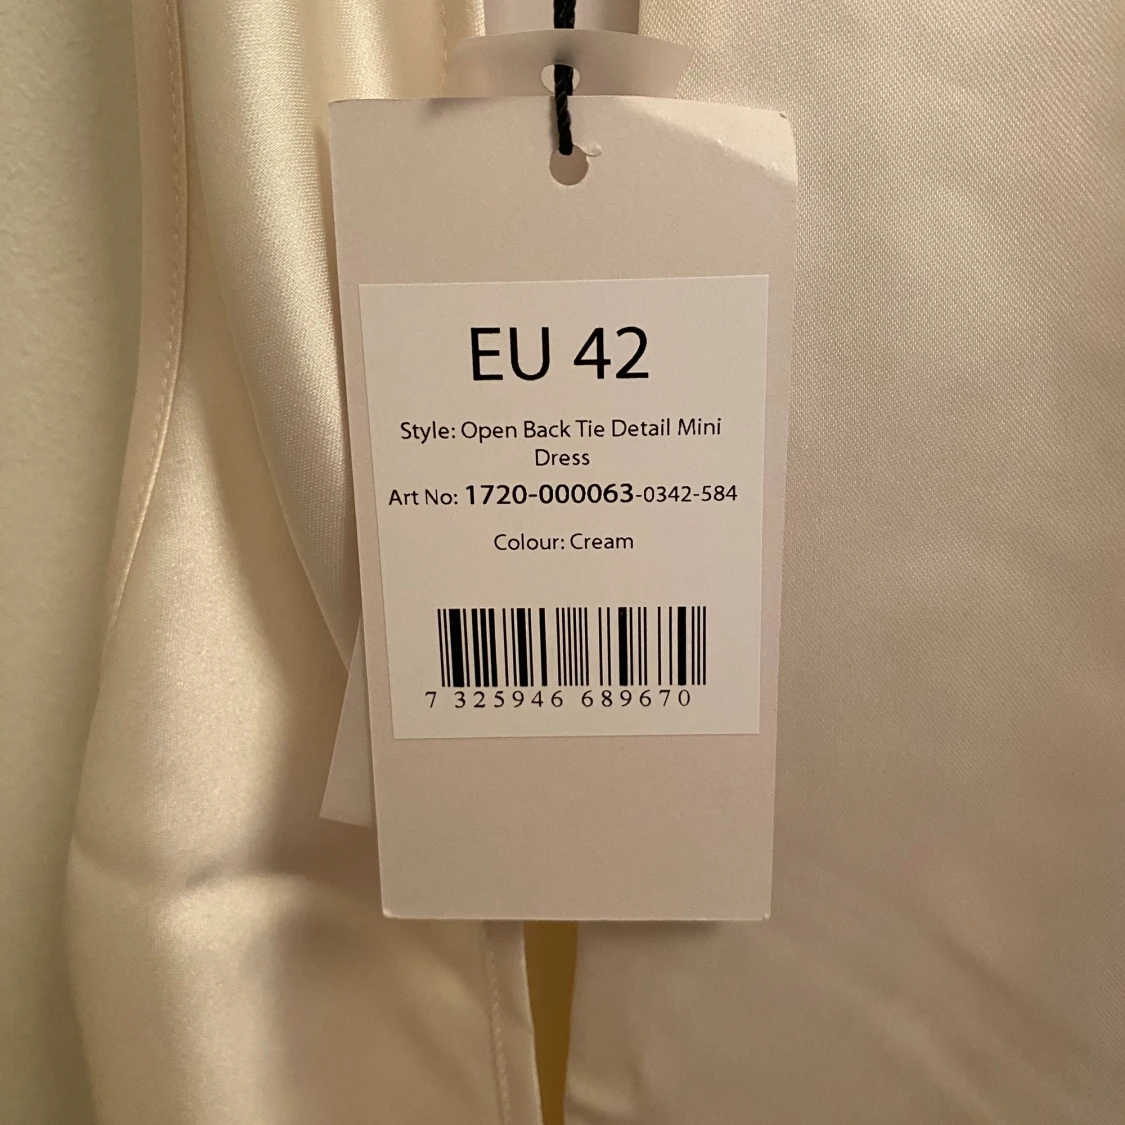 EU 42
Style: Open Back Tie Detail Mini
Dress
Art No: 1720-000063-0342-584
Colour: Cream
7 325946 689670